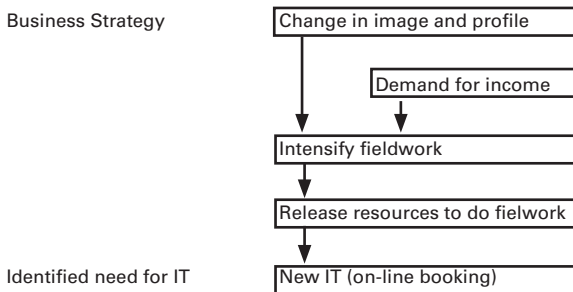 Business Strategy
Change in image and profile
Demand for income
Intensify fieldwork
Release resources to do fielwork
Identified need for IT
New IT (on-line booking)